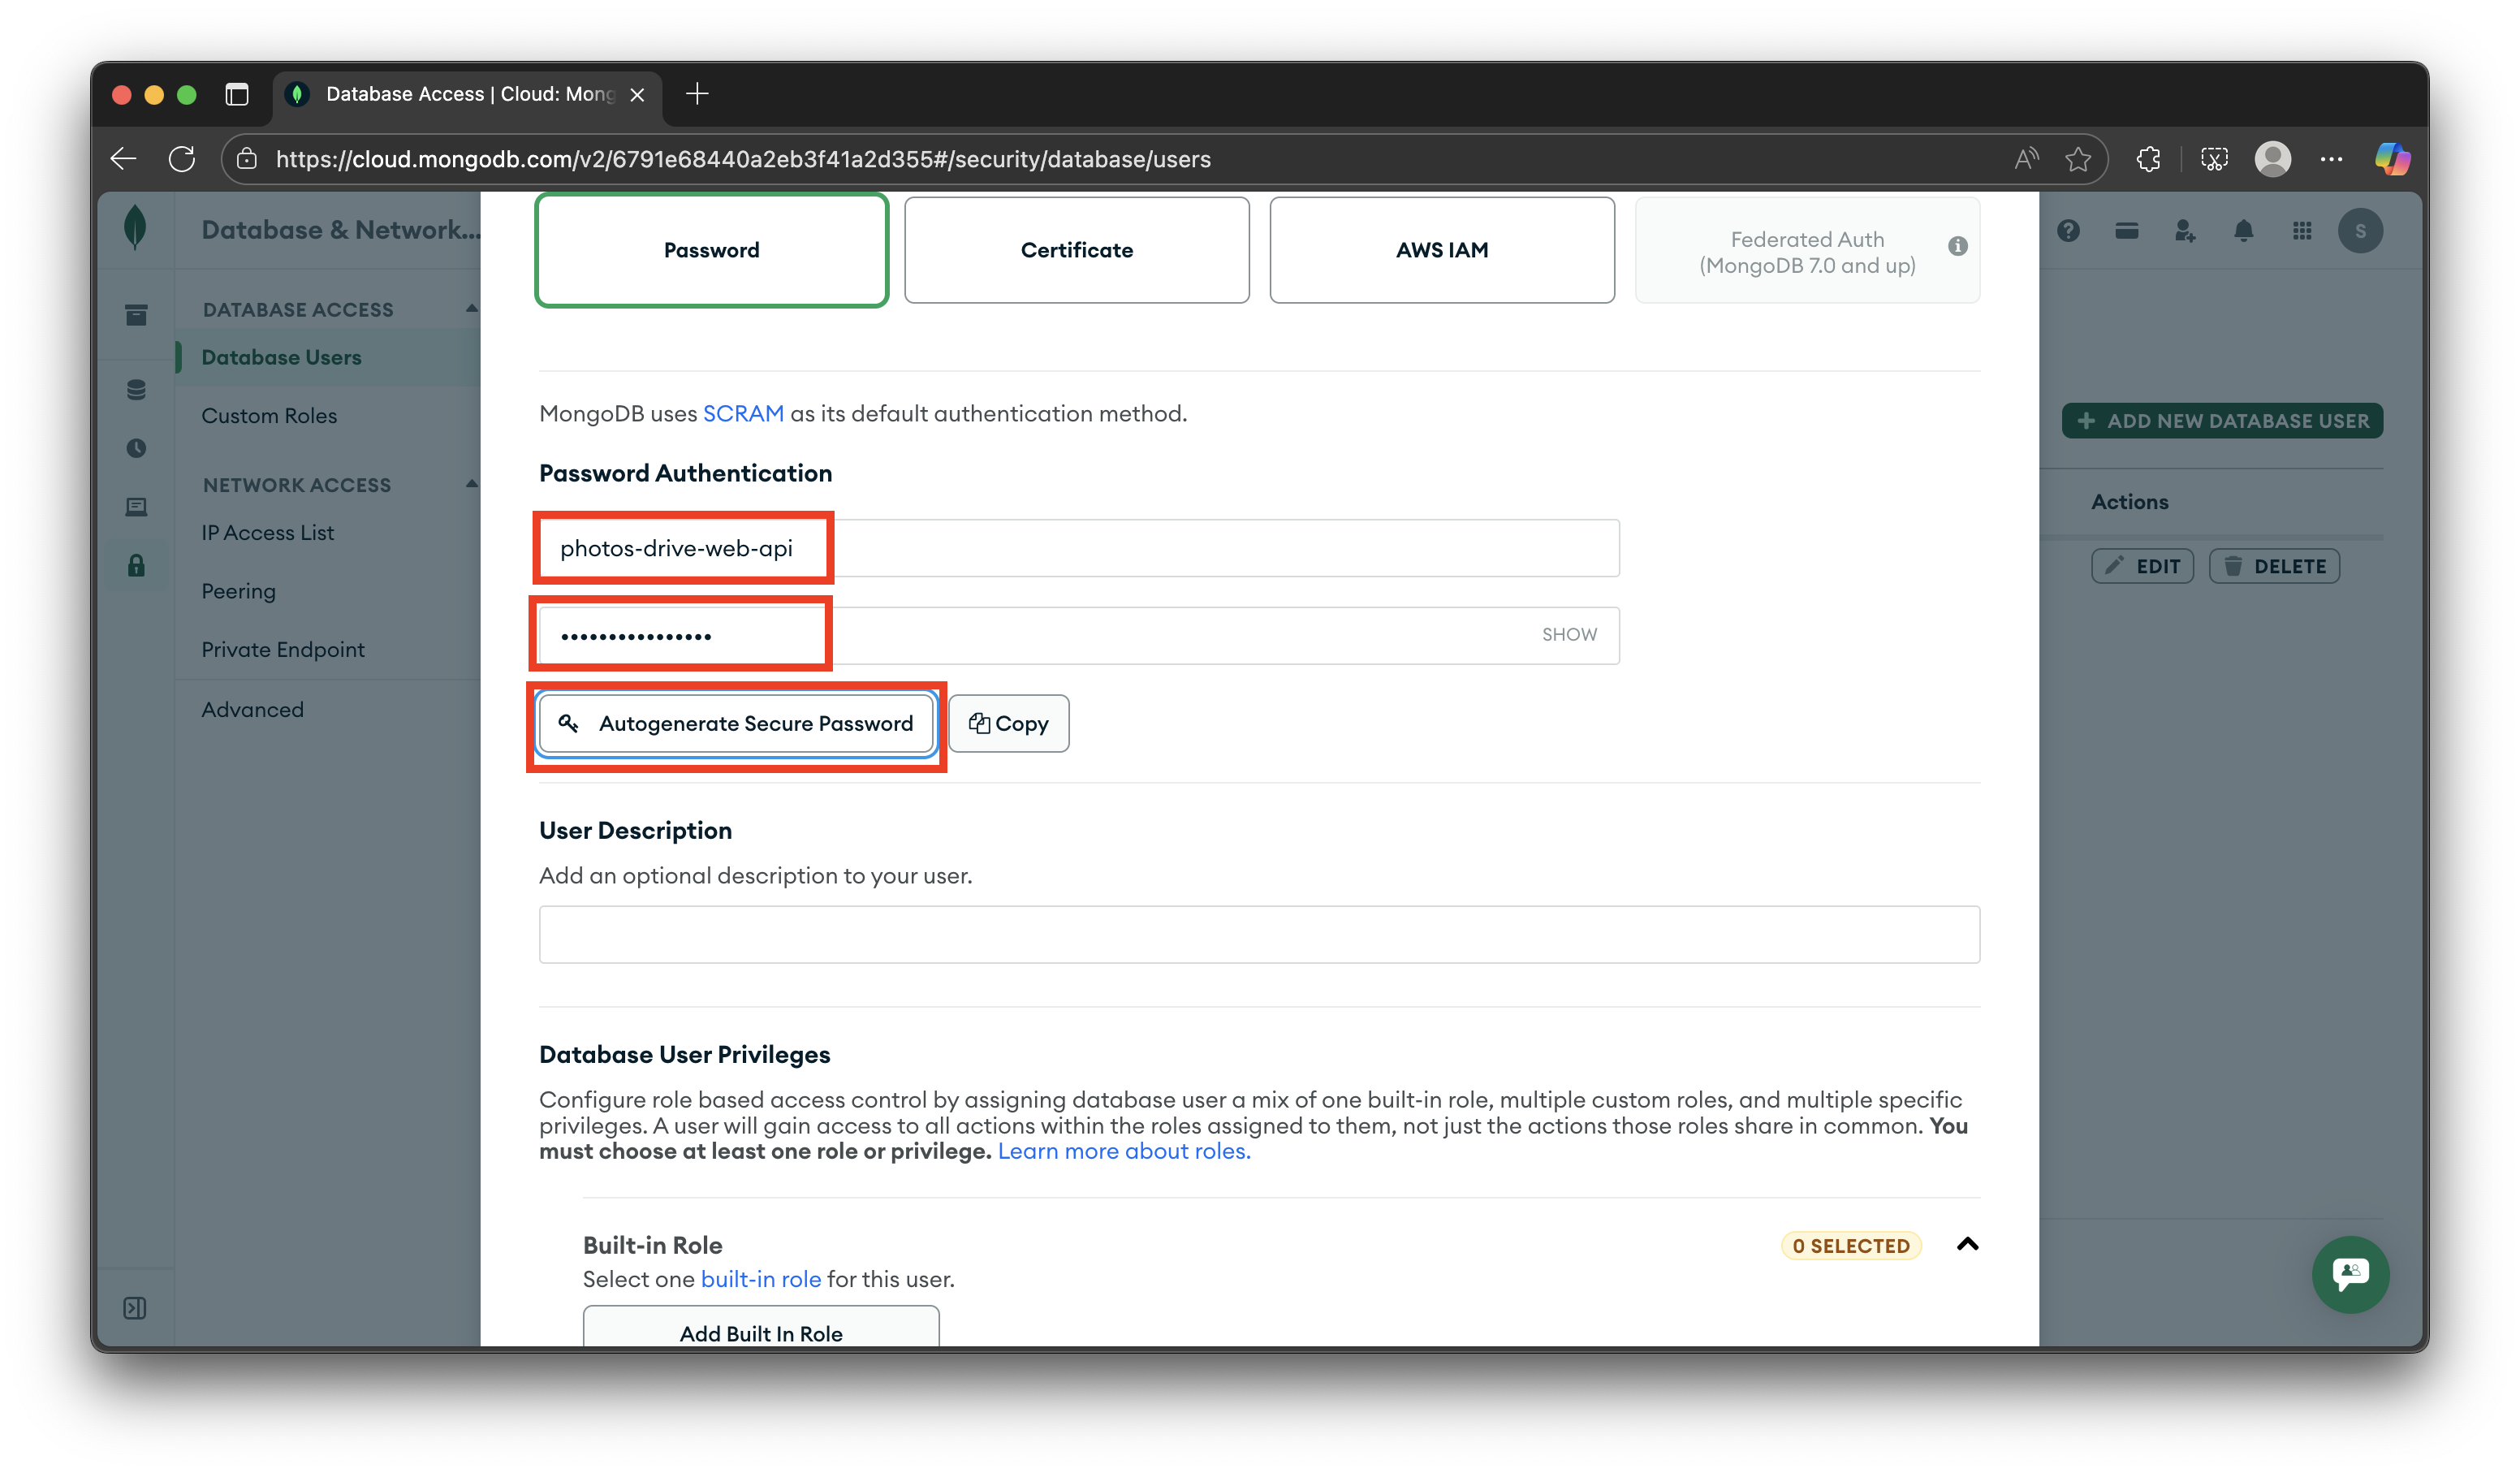 Database Access | Cloud: Mong
https://cloud.mongodb.com/v2/6791e68440a2eb3f41a2d355#/security/database/users
Database & Network...
S
DATABASE ACCESS
Database Users
Custom Roles
NETWORK ACCESS
IP Access List
Peering
Private Endpoint
Advanced
Password
Certificate
AWS IAM
Federated Auth
(MongoDB 7.0 and up)
MongoDB uses SCRAM as its default authentication method.
Password Authentication
photos-drive-web-api
••••••••••••••••
SHOW
Autogenerate Secure Password
Copy
User Description
Add an optional description to your user.
Database User Privileges
Configure role based access control by assigning database user a mix of one built-in role, multiple custom roles, and multiple specific
privileges. A user will gain access to all actions within the roles assigned to them, not just the actions those roles share in common. You
must choose at least one role or privilege. Learn more about roles.
Built-in Role
0 SELECTED
Select one built-in role for this user.
Add Built In Role
ADD NEW DATABASE USER
Actions
EDIT
DELETE